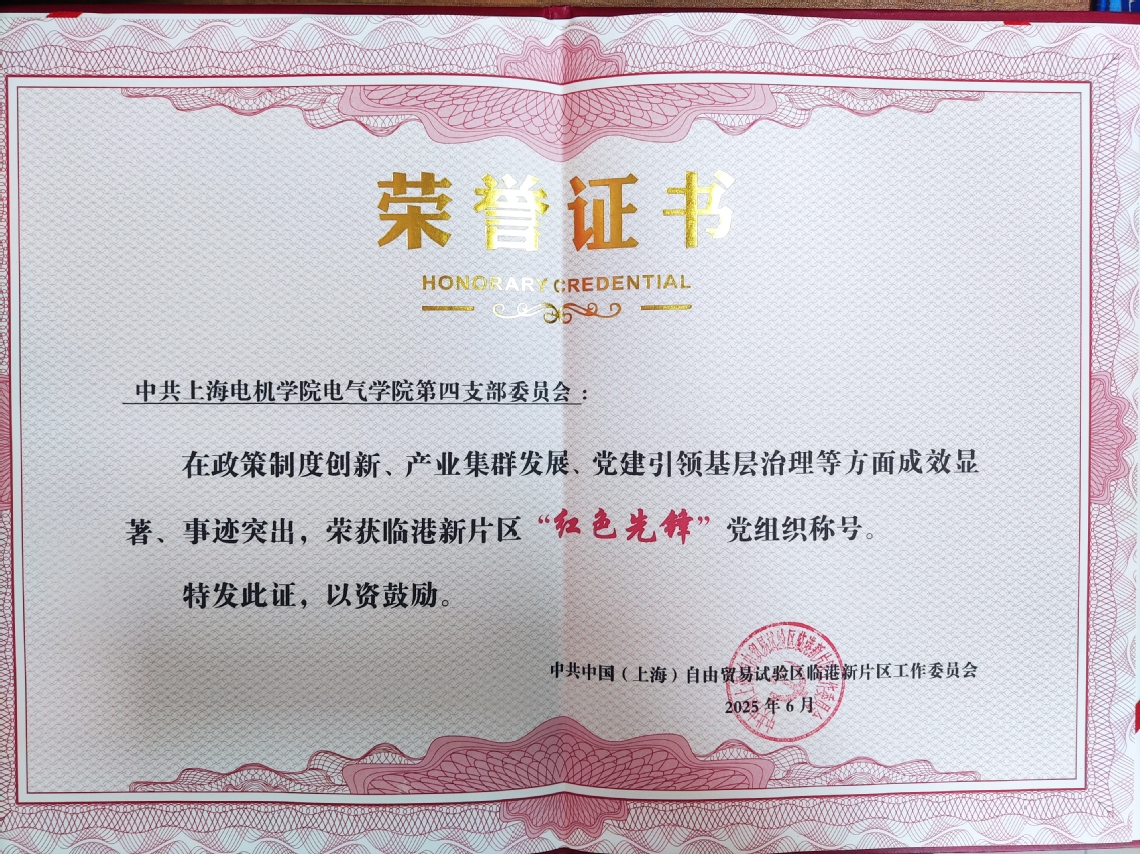 荣誉证书
HONORARY CREDENTIAL
中共上海电机学院电气学院第四支部委员会：
在政策制度创新、产业集群发展、党建引领基层治理等方面成效显
著、事迹突出，荣获临港新片区“红色先锋”党组织称号。
特发此证，以资鼓励。
中共中国（上海）自由贸易试验区临港新片区工作委员会
2025 年 6 月